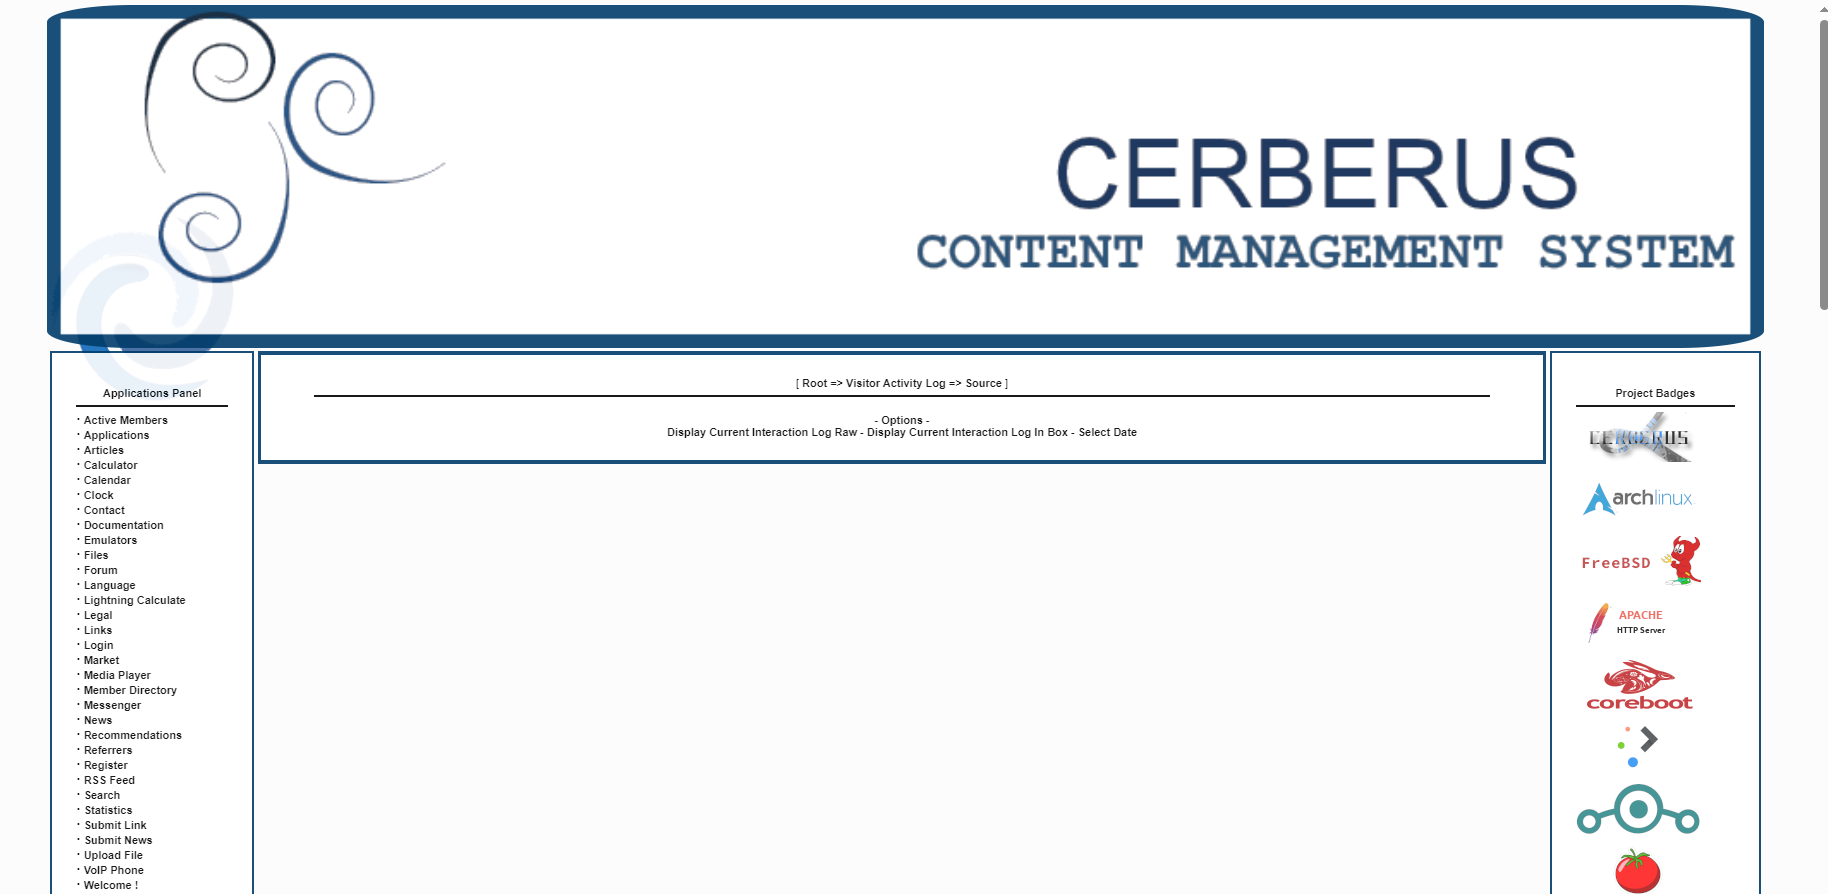 CERBERUS
CONTENT MANAGEMENT SYSTEM
Applications Panel
· Active Members
· Applications
· Articles
· Calculator
· Calendar
· Clock
· Contact
· Documentation
· Emulators
· Files
· Forum
· Language
· Lightning Calculate
· Legal
· Links
· Login
· Market
· Media Player
· Member Directory
· Messenger
· News
· Recommendations
· Referrers
· Register
· RSS Feed
· Search
· Statistics
· Submit Link
· Submit News
· Upload File
· VoIP Phone
· Welcome !
[ Root => Visitor Activity Log => Source ]
- Options -
Display Current Interaction Log Raw - Display Current Interaction Log In Box - Select Date
Project Badges
CERBERUS
archlinux
FreeBSD
APACHE
HTTP Server
coreboot